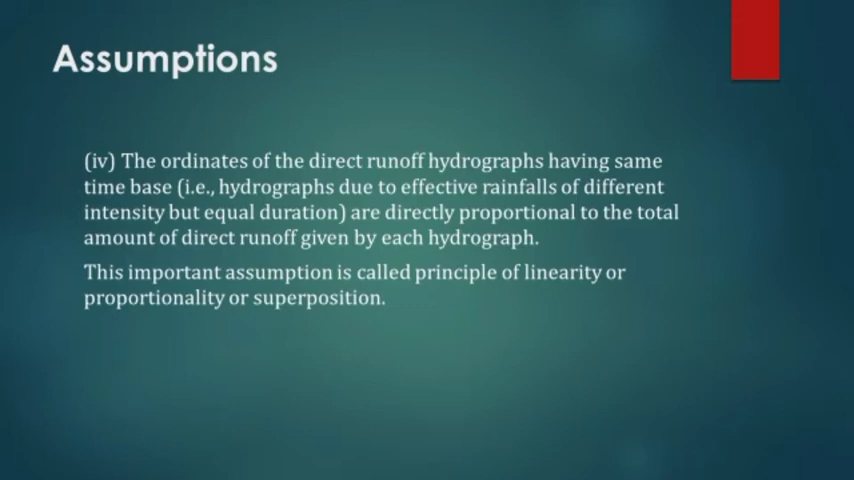 Assumptions
(iv) The ordinates of the direct runoff hydrographs having same
time base (i.e., hydrographs due to effective rainfalls of different
intensity but equal duration) are directly proportional to the total
amount of direct runoff given by each hydrograph.
This important assumption is called principle of linearity or
proportionality or superposition.